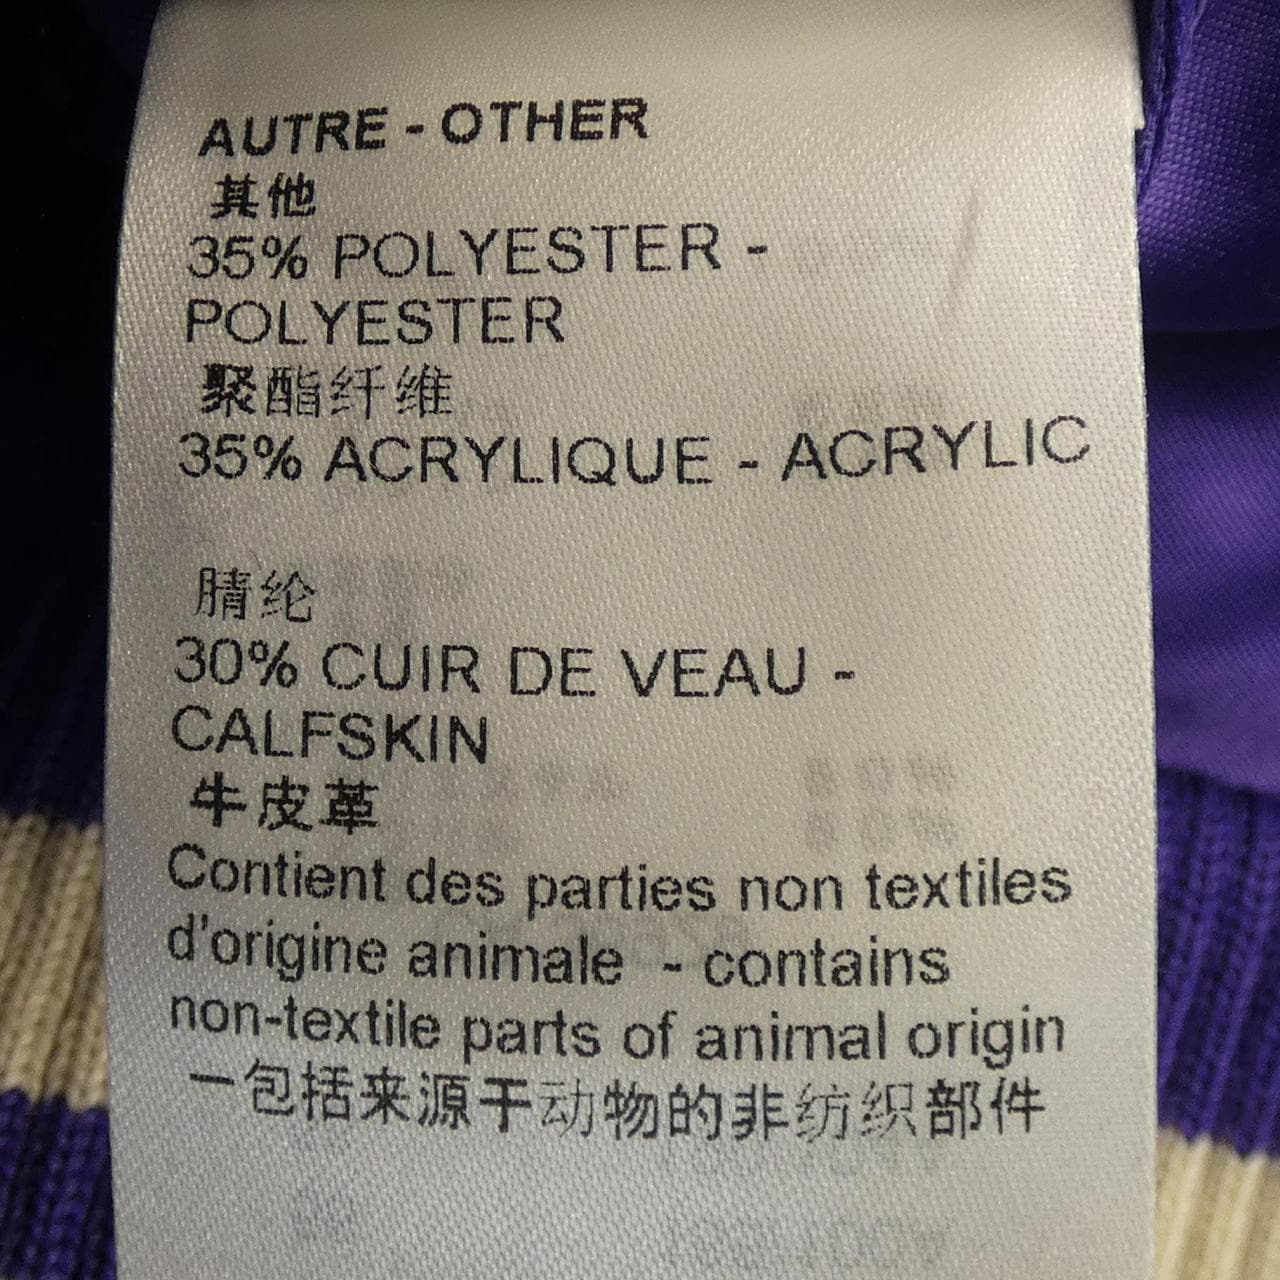 AUTRE - OTHER
其他
35% POLYESTER -
POLYESTER
聚酯纤维
35% ACRYLIQUE - ACRYLIC
腈纶
30% CUIR DE VEAU -
CALFSKIN
牛皮革
Contient des parties non textiles
d'origine animale - contains
non-textile parts of animal origin
一包括来源于动物的非纺织部件